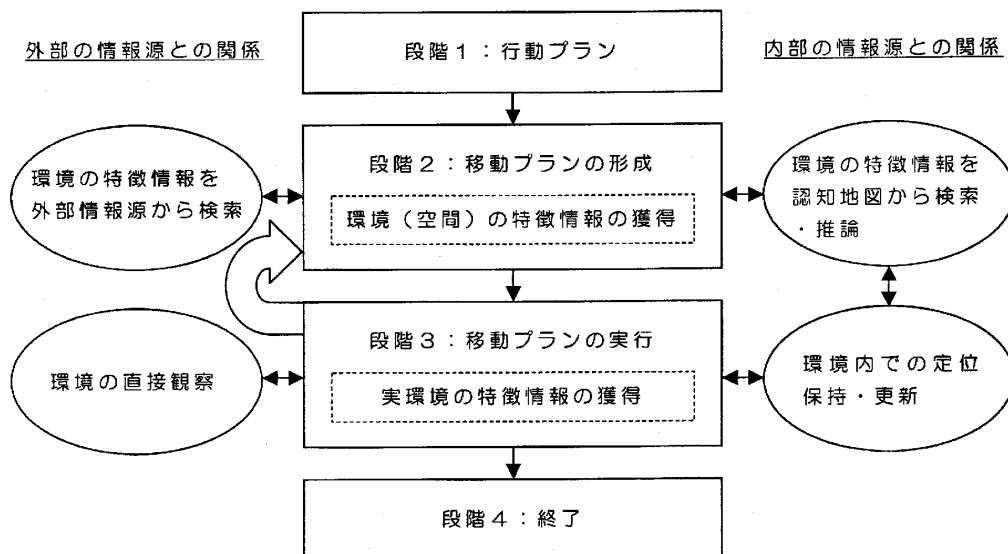 外部の情報源との関係
段階１：行動プラン
内部の情報源との関係
環境の特徴情報を
外部情報源から検索
段階２：移動プランの形成
環境（空間）の特徴情報の獲得
環境の特徴情報を
認知地図から検索
・推論
環境の直接観察
段階３：移動プランの実行
実環境の特徴情報の獲得
環境内での定位
保持・更新
段階４：終了